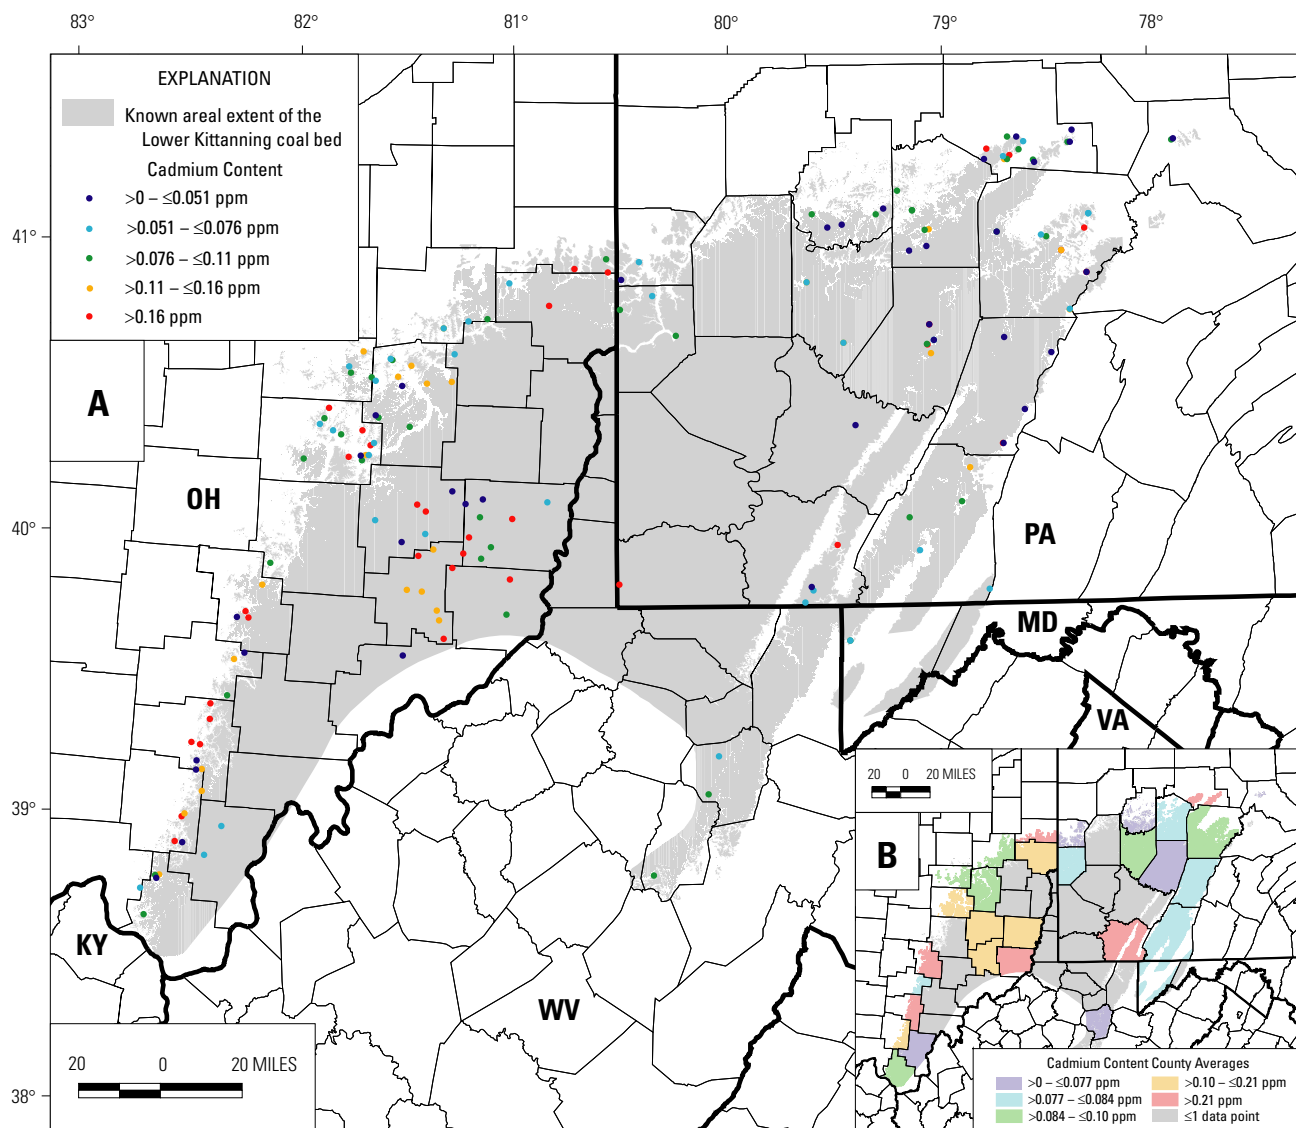 83° 82° 81° 80° 79° 78°
EXPLANATION
Known areal extent of the
Lower Kittanning coal bed
Cadmium Content
>0 – ≤0.051 ppm
>0.051 – ≤0.076 ppm
>0.076 – ≤0.11 ppm
>0.11 – ≤0.16 ppm
>0.16 ppm
41°
A
OH
40°
PA
MD
VA
39°
KY
WV
20 0 20 MILES
38°
20 0 20 MILES
B
Cadmium Content County Averages
>0 – ≤0.077 ppm
>0.077 – ≤0.084 ppm
>0.084 – ≤0.10 ppm
>0.10 – ≤0.21 ppm
>0.21 ppm
≤1 data point